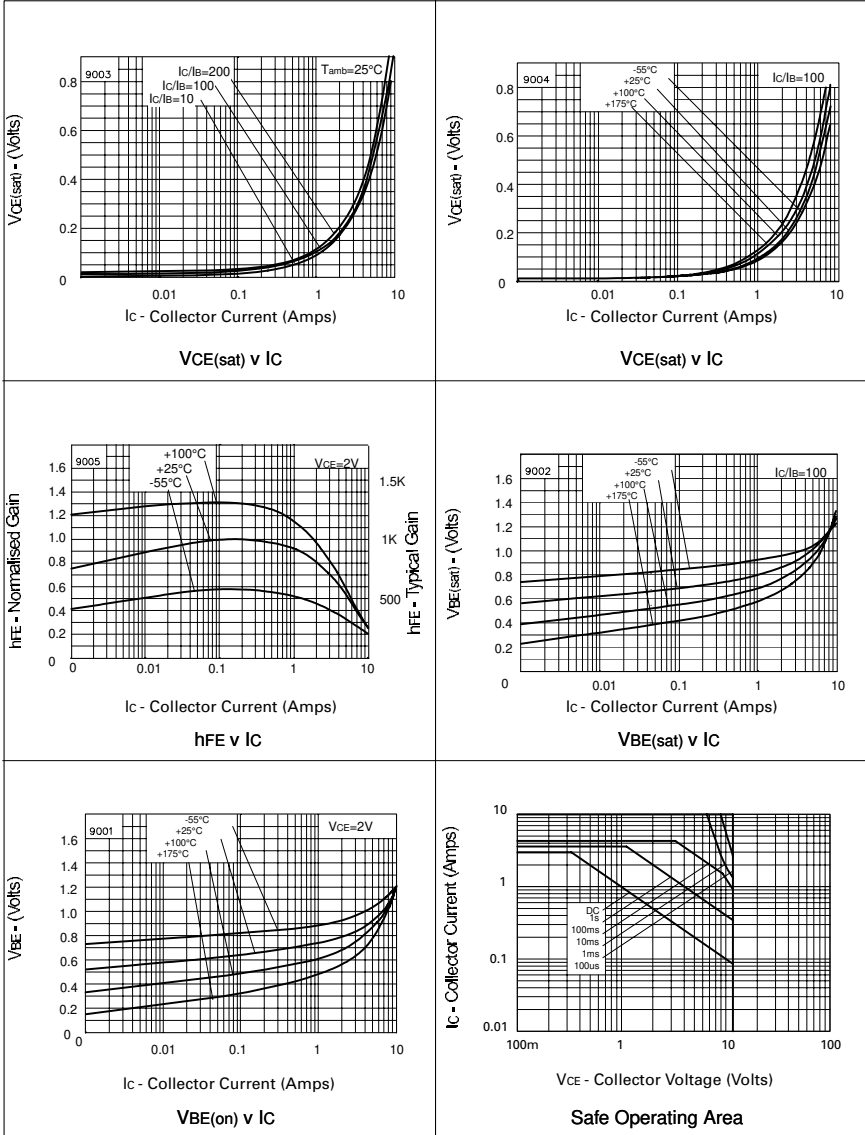 9003
IC/IB=200
IC/IB=100
IC/IB=10
Tamb=25°C
0.8
0.6
0.4
0.2
0
0.01
0.1
1
10
VCE(sat) - (Volts)
IC - Collector Current (Amps)
VCE(sat) v IC
9004
-55°C
+25°C
+100°C
+175°C
IC/IB=100
0.8
0.6
0.4
0.2
0
0.01
0.1
1
10
VCE(sat) - (Volts)
IC - Collector Current (Amps)
VCE(sat) v IC
9005
+100°C
+25°C
-55°C
VCE=2V
1.6
1.4
1.2
1.0
0.8
0.6
0.4
0.2
0
1.5K
1K
500
0
0.01
0.1
1
10
hFE - Normalised Gain
hFE - Typical Gain
IC - Collector Current (Amps)
hFE v IC
9002
-55°C
+25°C
+100°C
+175°C
IC/IB=100
1.6
1.4
1.2
1.0
0.8
0.6
0.4
0.2
0
0.01
0.1
1
10
VBE(sat) - (Volts)
IC - Collector Current (Amps)
VBE(sat) v IC
9001
-55°C
+25°C
+100°C
+175°C
VCE=2V
1.6
1.4
1.2
1.0
0.8
0.6
0.4
0.2
0
0
0.01
0.1
1
10
VBE - (Volts)
IC - Collector Current (Amps)
VBE(on) v IC
10
1
0.1
0.01
DC
1s
100ms
10ms
1ms
100us
100m
1
10
100
IC - Collector Current (Amps)
VCE - Collector Voltage (Volts)
Safe Operating Area